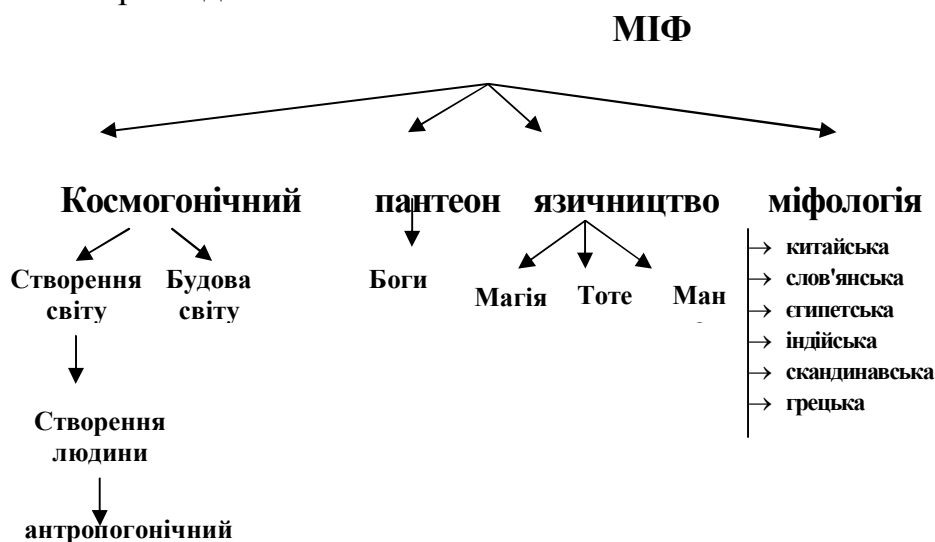 МІФ
Космогонічний пантеон язичництво міфологія
Створення світу
Будова світу
Боги
Магія
Тоте
Ман
китайська
слов'янська
єгипетська
індійська
скандинавська
грецька
Створення
людини
антропогонічний